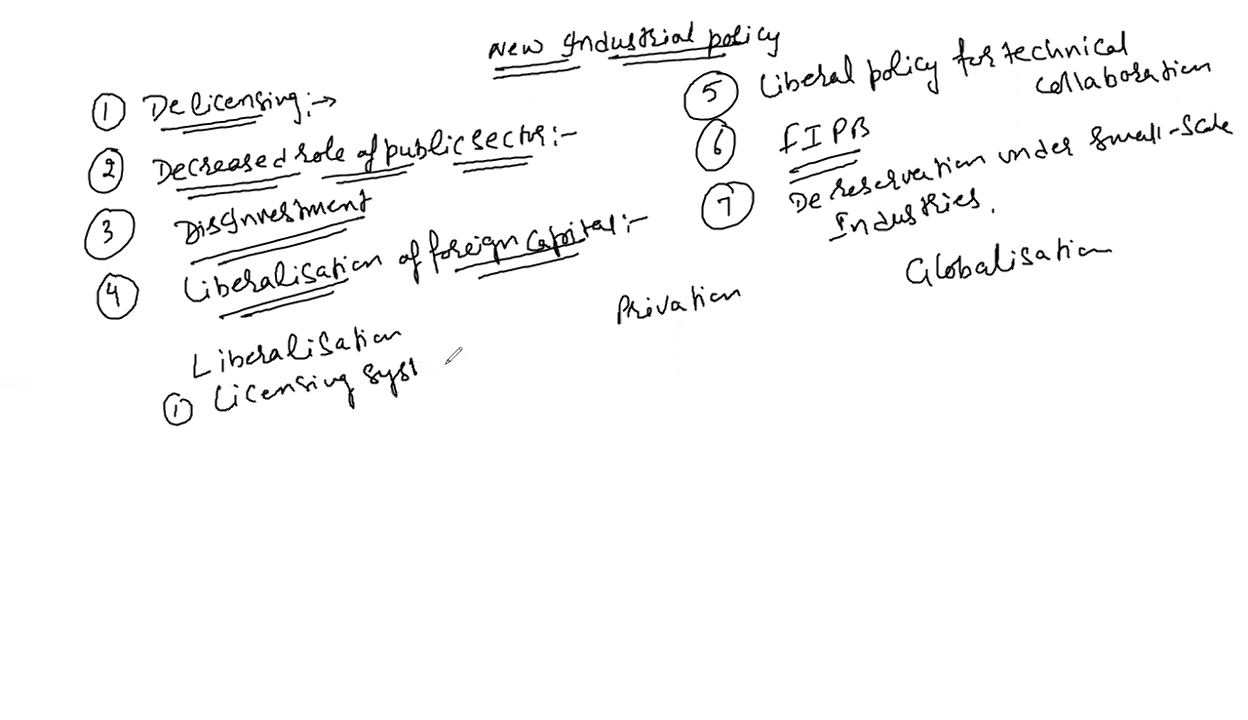 New Industrial policy
① Delicensing:→
② Decreased role of public sector:-
③ Disinvestment
④ Liberalisation of foreign Capital:-
⑤ Liberal policy for technical
collaboration
⑥ FIPB
⑦ De reservation under Small-Scale
Industries.
Liberalisation
① Licensing syst
Privation
Globalisation